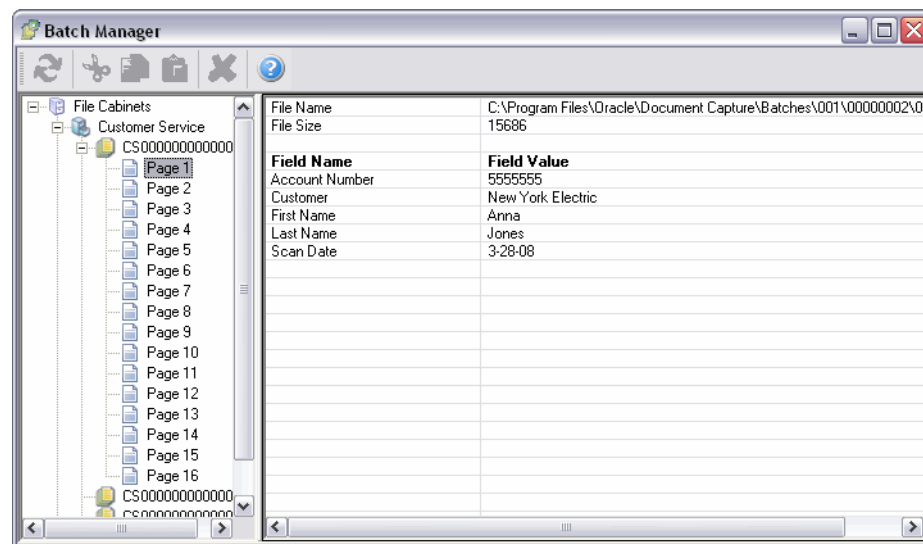 Batch Manager
File Cabinets
Customer Service
CS000000000000
Page 1
Page 2
Page 3
Page 4
Page 5
Page 6
Page 7
Page 8
Page 9
Page 10
Page 11
Page 12
Page 13
Page 14
Page 15
Page 16
CS000000000000
CS000000000000
File Name C:\Program Files\Oracle\Document Capture\Batches\001\00000002\0
File Size 15686
Field Name Field Value
Account Number 5555555
Customer New York Electric
First Name Anna
Last Name Jones
Scan Date 3-28-08